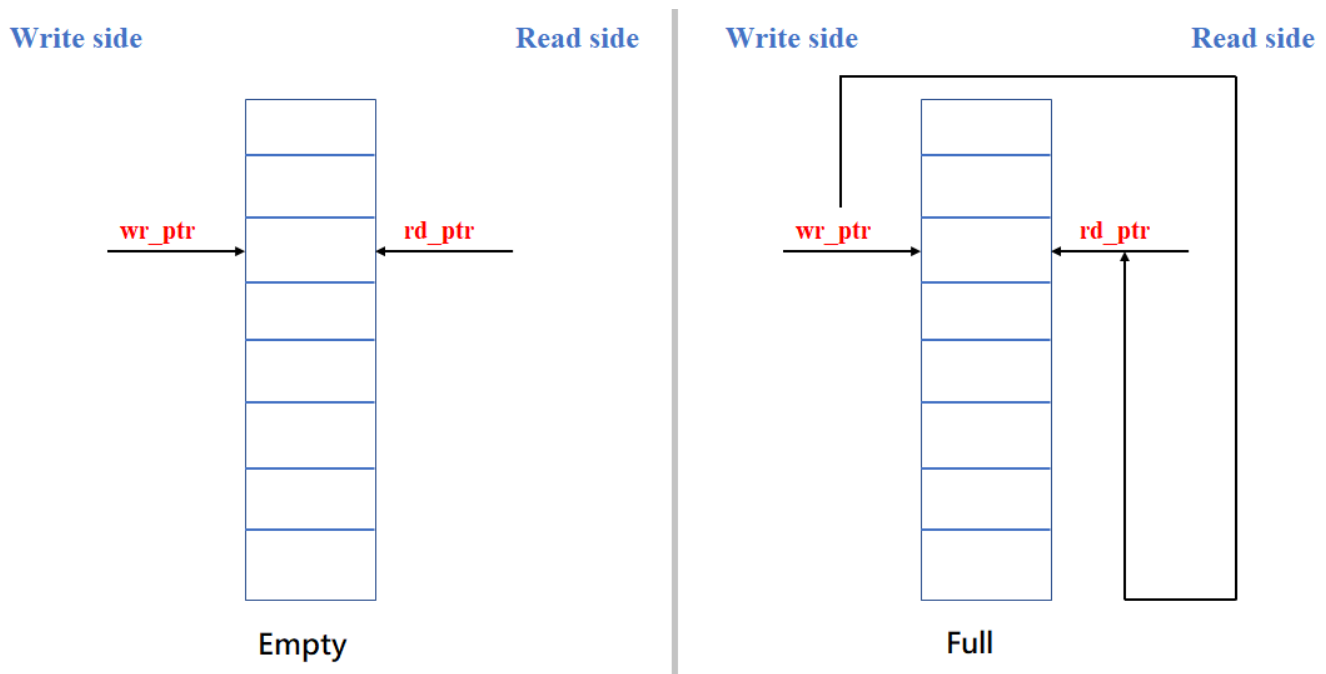 Write side
Read side
wr_ptr
rd_ptr
Empty
Write side
Read side
wr_ptr
rd_ptr
Full